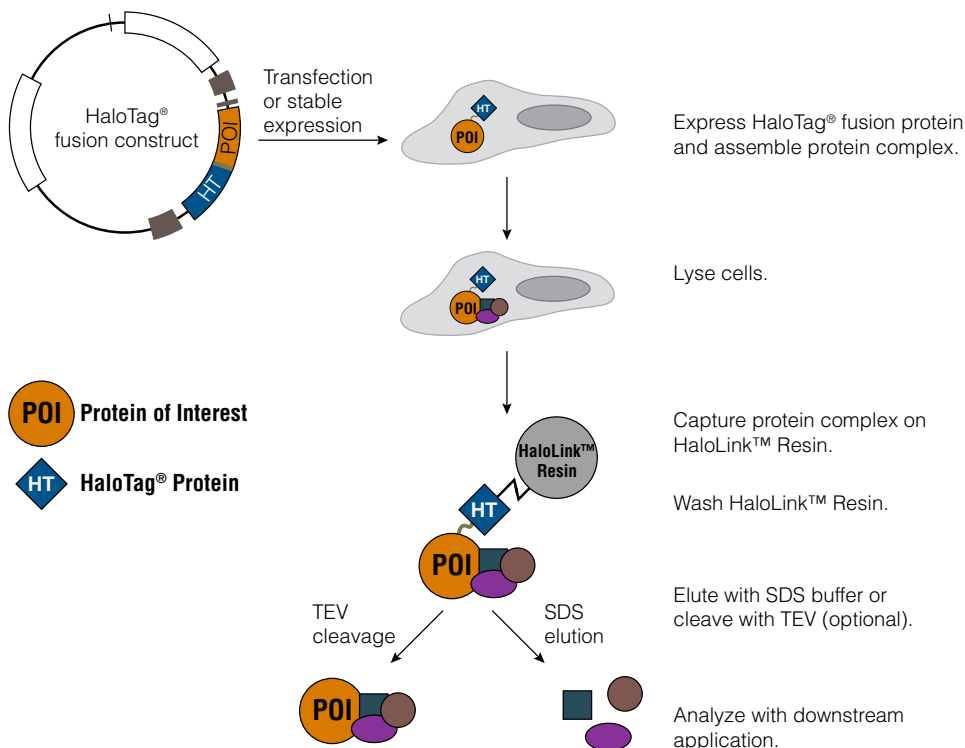 HaloTag®
fusion construct
POI
HT
Transfection
or stable
expression
HT
POI
Express HaloTag® fusion protein
and assemble protein complex.
HT
POI
Lyse cells.
POI Protein of Interest
HT HaloTag® Protein
HaloLink™
Resin
HT
POI
Capture protein complex on
HaloLink™ Resin.
Wash HaloLink™ Resin.
TEV
cleavage
SDS
elution
Elute with SDS buffer or
cleave with TEV (optional).
POI
Analyze with downstream
application.